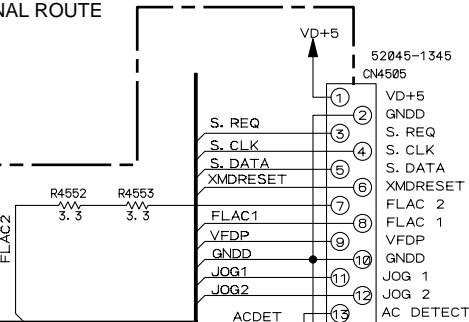 NAL ROUTE
VD+5
52045-1345
CN4505
1 VD+5
2 GNDD
S. REQ 3 S. REQ
S. CLK 4 S. CLK
S. DATA 5 S. DATA
XMDRESET 6 XMDRESET
R4552 R4553
3. 3 3. 3
7 FLAC 2
FLAC2
FLAC1 8 FLAC 1
VFDP 9 VFDP
GNDD 10 GNDD
JOG1 11 JOG 1
JOG2 12 JOG 2
ACDET 13 AC DETECT